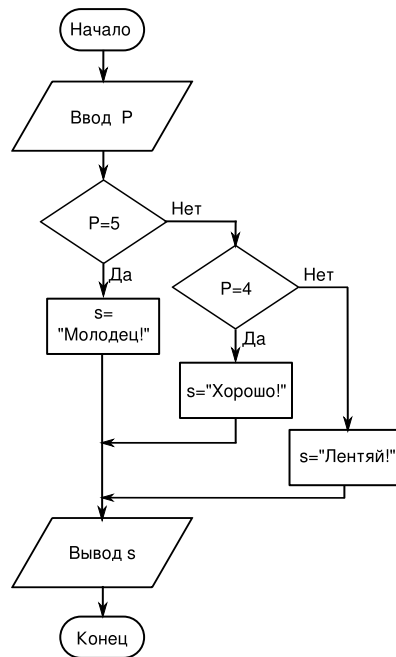 Начало
Ввод P
P=5
Нет
Да
s=
"Молодец!"
P=4
Нет
Да
s="Хорошо!"
s="Лентяй!"
Вывод s
Конец